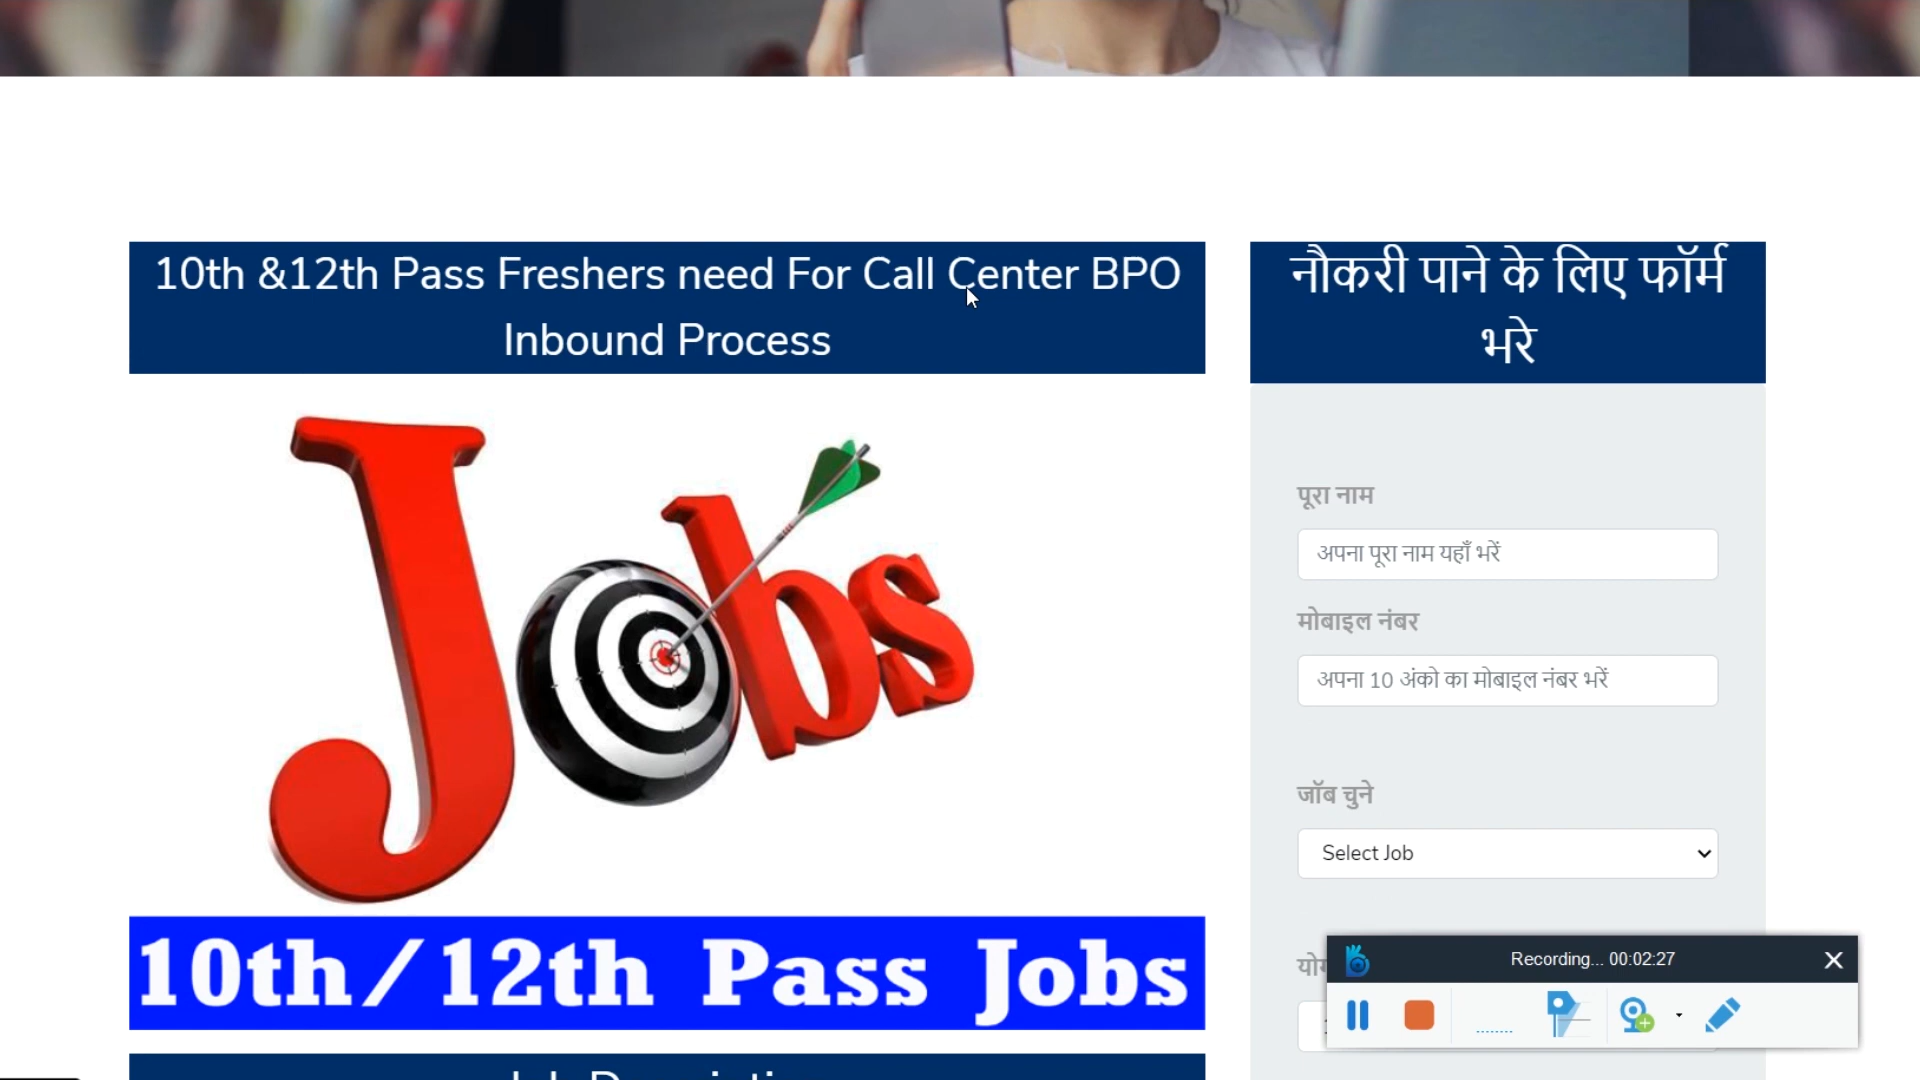 10th &12th Pass Freshers need For Call Center BPO
Inbound Process
Jobs
10th/12th Pass Jobs
नौकरी पाने के लिए फॉर्म
भरे
पूरा नाम
अपना पूरा नाम यहाँ भरें
मोबाइल नंबर
अपना 10 अंको का मोबाइल नंबर भरें
जॉब चुने
Select Job
Recording... 00:02:27